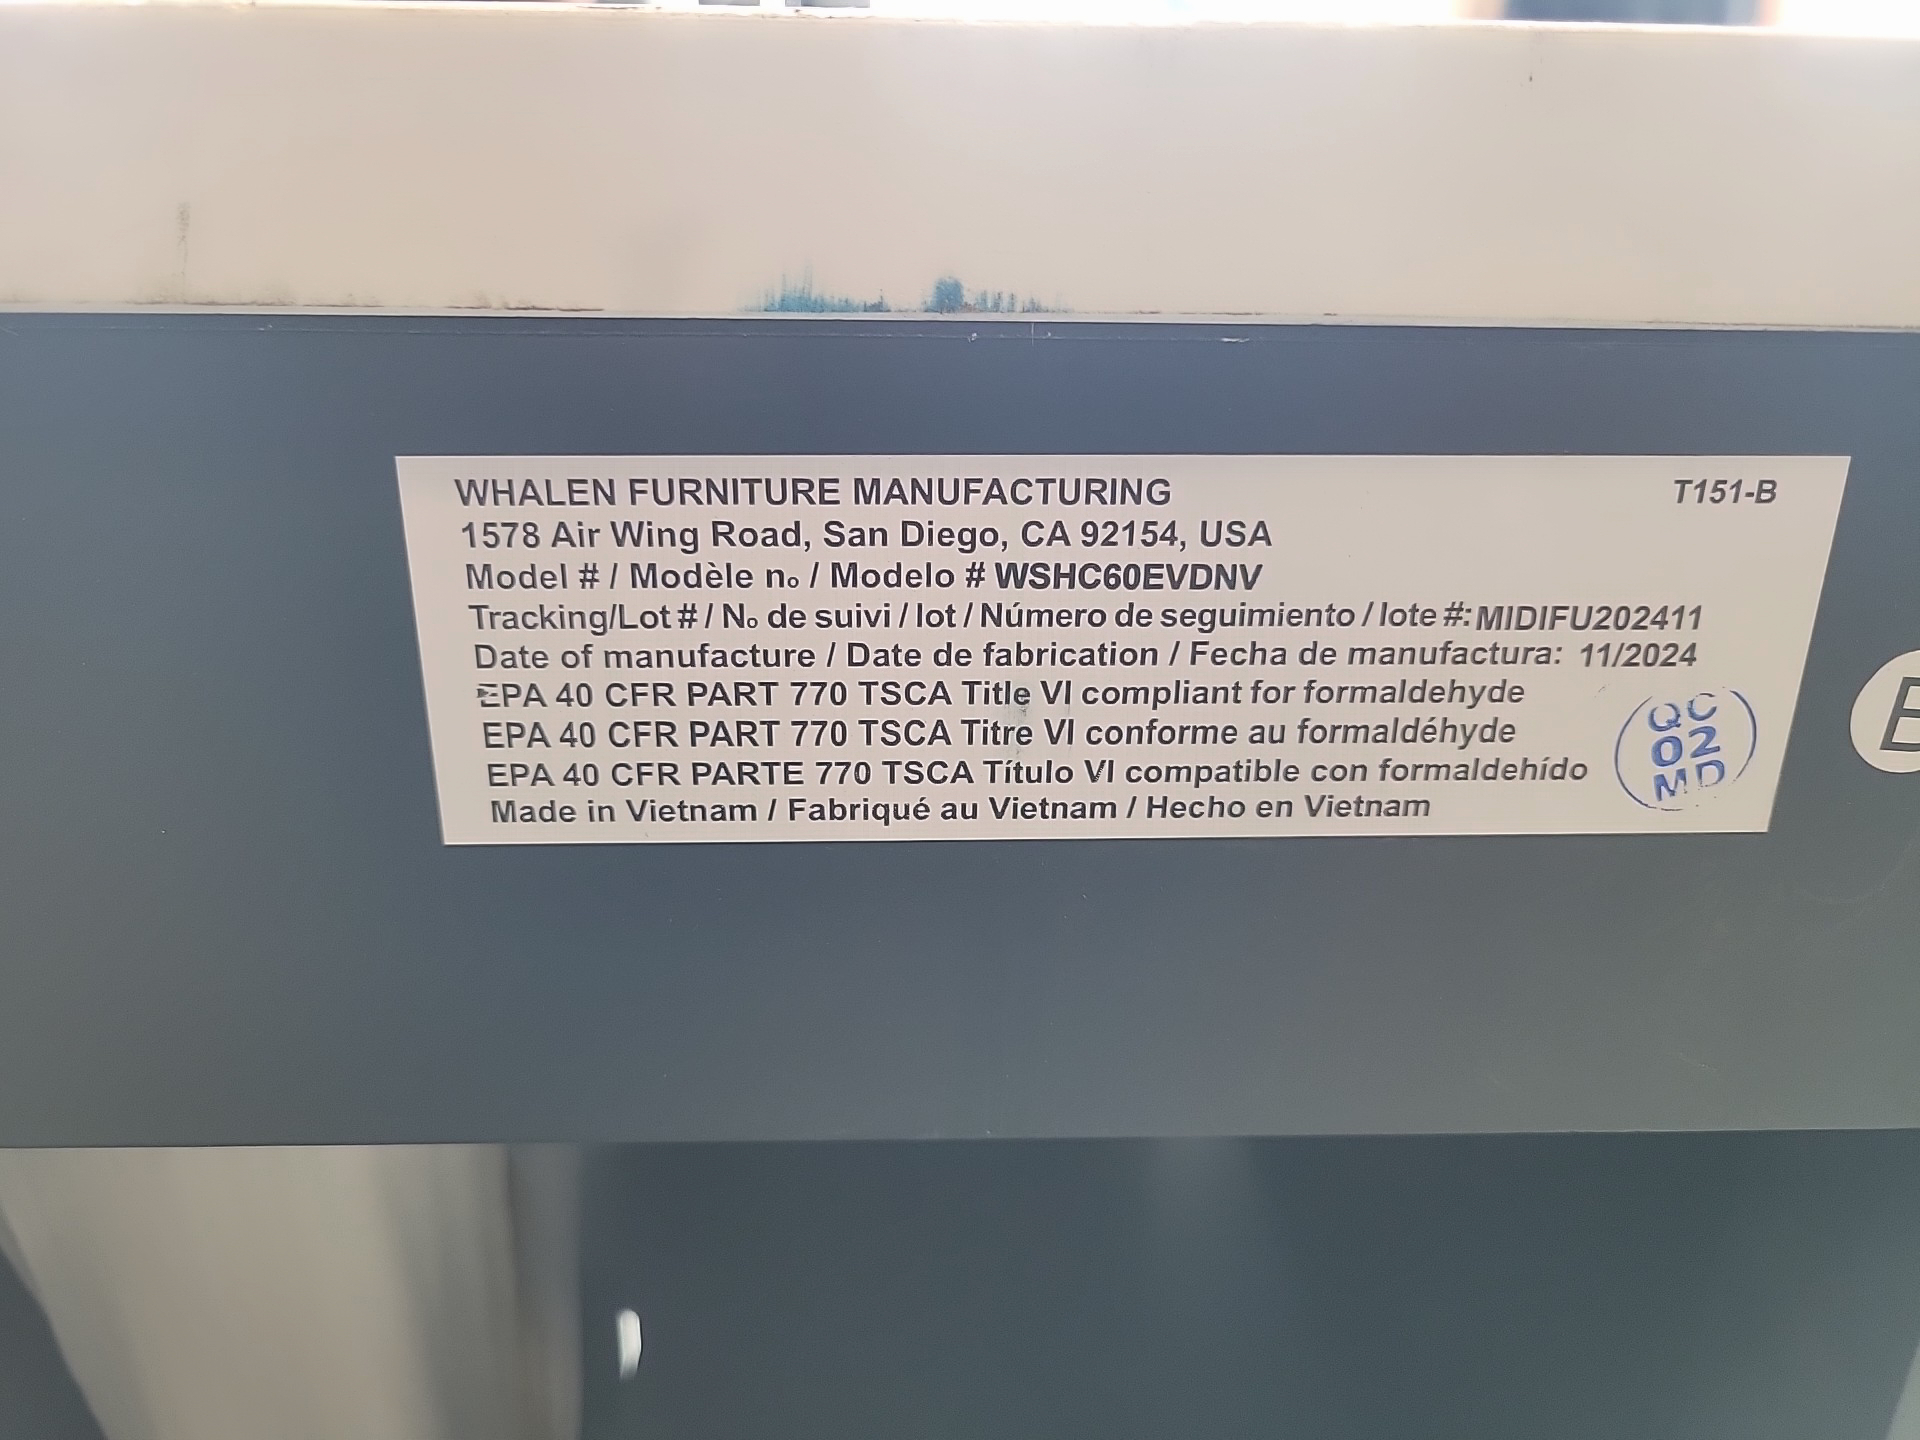 WHALEN FURNITURE MANUFACTURING
T151-B
1578 Air Wing Road, San Diego, CA 92154, USA
Model # / Modèle no / Modelo # WSHC60EVDNV
Tracking/Lot # / No de suivi / lot / Número de seguimiento / lote #: MIDIFU202411
Date of manufacture / Date de fabrication / Fecha de manufactura: 11/2024
EPA 40 CFR PART 770 TSCA Title VI compliant for formaldehyde
EPA 40 CFR PART 770 TSCA Titre VI conforme au formaldéhyde
EPA 40 CFR PARTE 770 TSCA Título VI compatible con formaldehído
Made in Vietnam / Fabriqué au Vietnam / Hecho en Vietnam
QC
02
MD